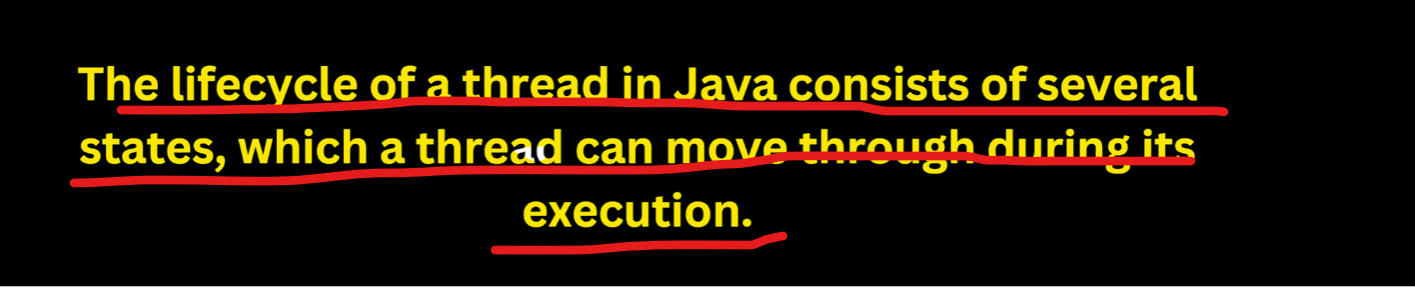 The lifecycle of a thread in Java consists of several
states, which a thread can move through during its
execution.